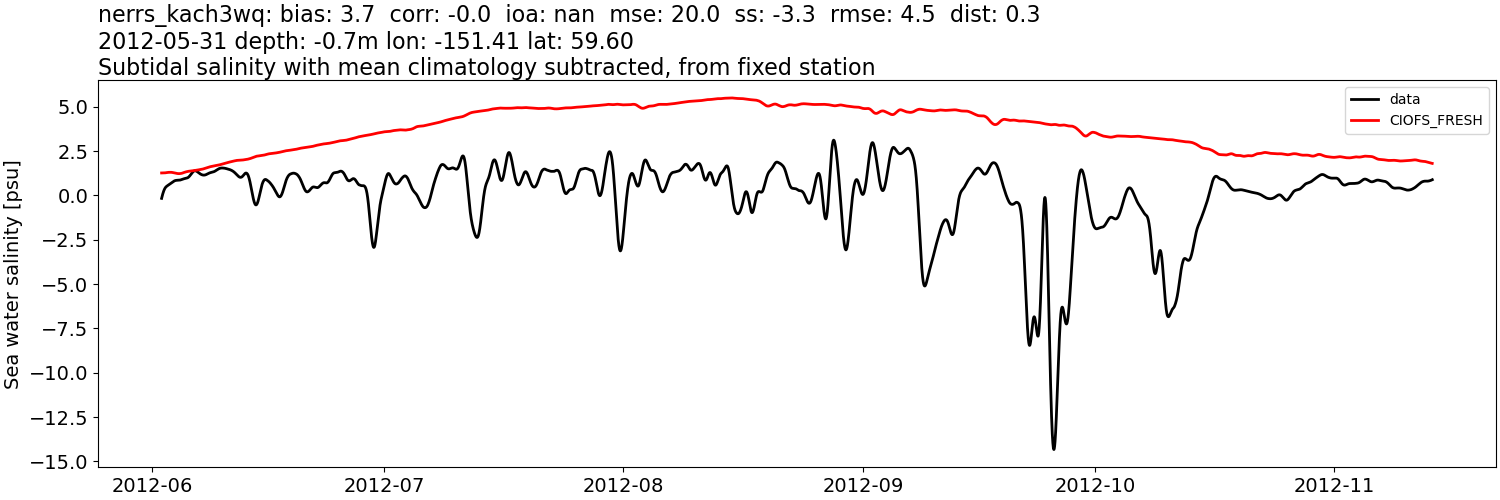 nerrs_kach3wq: bias: 3.7  corr: -0.0  ioa: nan  mse: 20.0  ss: -3.3  rmse: 4.5  dist: 0.3
2012-05-31 depth: -0.7m lon: -151.41 lat: 59.60
Subtidal salinity with mean climatology subtracted, from fixed station
Sea water salinity [psu]
5.0
2.5
0.0
−2.5
−5.0
−7.5
−10.0
−12.5
−15.0
data
CIOFS_FRESH
2012-06
2012-07
2012-08
2012-09
2012-10
2012-11